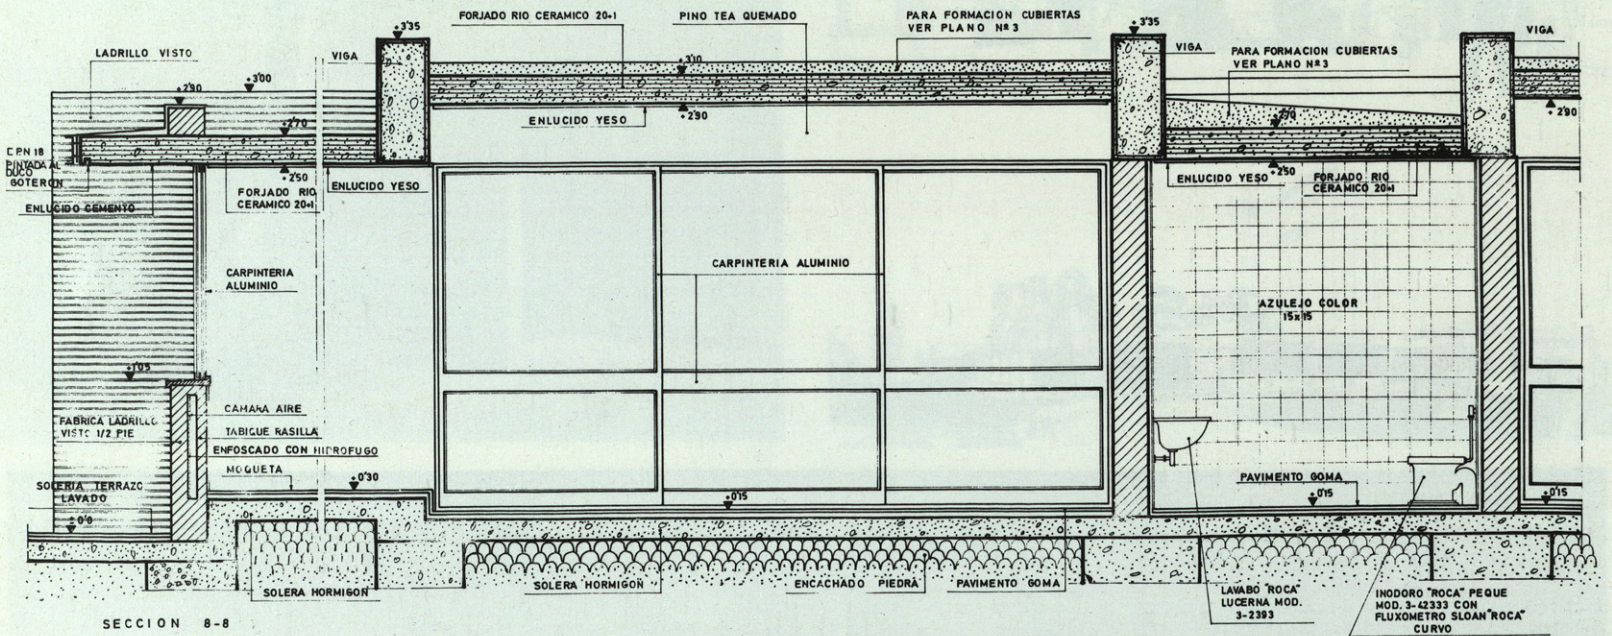 +3'35
FORJADO RIO CERAMICO 20+1
PINO TEA QUEMADO
PARA FORMACION CUBIERTAS
VER PLANO Nº 3
+3'35
VIGA
LADRILLO VISTO
VIGA
VIGA
PARA FORMACION CUBIERTAS
VER PLANO Nº 3
+3'10
+3'00
+2'90
ENLUCIDO YESO
+2'90
+2'90
+2'70
+2'70
C P N 18
PINTADA AL
DUCO
GOTERON
+2'50
FORJADO RIO
CERAMICO 20+1
ENLUCIDO YESO
ENLUCIDO YESO
+2'50
FORJADO RIO
CERAMICO 20+1
ENLUCIDO CEMENTO
CARPINTERIA
ALUMINIO
CARPINTERIA ALUMINIO
AZULEJO COLOR
15x15
+1'05
FABRICA LADRILLO
VISTO 1/2 PIE
CAMARA AIRE
TABIQUE RASILLA
ENFOSCADO CON HIDROFUGO
MOQUETA
+0'30
SOLERIA TERRAZO
LAVADO
+0'15
PAVIMENTO GOMA
+0'15
+0'15
+0'0
SOLERA HORMIGON
SOLERA HORMIGON
ENCACHADO PIEDRA
PAVIMENTO GOMA
LAVABO "ROCA"
LUCERNA MOD.
3-2393
INODORO "ROCA" PEQUE
MOD. 3-42333 CON
FLUXOMETRO SLOAN "ROCA"
CURVO
SECCION 8-8